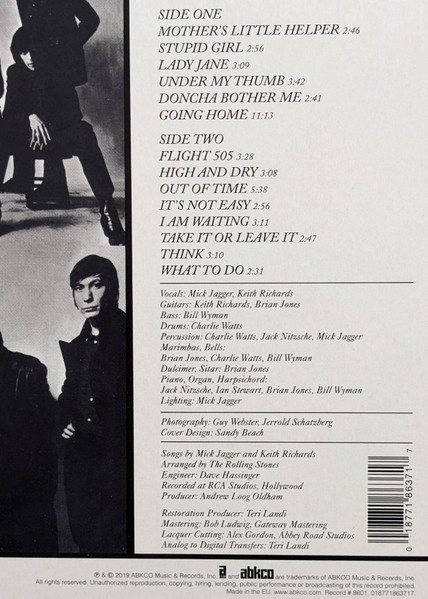 SIDE ONE
MOTHER'S LITTLE HELPER 2:46
STUPID GIRL 2:56
LADY JANE 3:09
UNDER MY THUMB 3:42
DONCHA BOTHER ME 2:41
GOING HOME 11:13
SIDE TWO
FLIGHT 505 3:28
HIGH AND DRY 3:08
OUT OF TIME 5:38
IT'S NOT EASY 2:56
I AM WAITING 3:11
TAKE IT OR LEAVE IT 2:47
THINK 3:10
WHAT TO DO 2:31
Vocals: Mick Jagger, Keith Richards
Guitars: Keith Richards, Brian Jones
Bass: Bill Wyman
Drums: Charlie Watts
Percussion: Charlie Watts, Jack Nitzsche, Mick Jagger
Marimbas, Bells:
Brian Jones, Charlie Watts, Bill Wyman
Dulcimer, Sitar: Brian Jones
Piano, Organ, Harpsichord:
Jack Nitzsche, Ian Stewart, Brian Jones, Bill Wyman
Lighting: Mick Jagger
Photography: Guy Webster, Jerrold Schatzberg
Cover Design: Sandy Beach
Songs by Mick Jagger and Keith Richards
Arranged by The Rolling Stones
Engineer: Dave Hassinger
Recorded at RCA Studios, Hollywood
Producer: Andrew Loog Oldham
Restoration Producer: Teri Landi
Mastering: Bob Ludwig, Gateway Mastering
Lacquer Cutting: Alex Gordon, Abbey Road Studios
Analog to Digital Transfers: Teri Landi
0 18771 86371 7
℗ & © 2019 ABKCO Music & Records, Inc. a and abkco are trademarks of ABKCO Music & Records, Inc.
All rights reserved. Unauthorized reproduction, copying, hiring, lending, public performance or broadcasting of this record prohibited.
Made in the EU. www.abkco.com. Record # 8601. 018771863717.